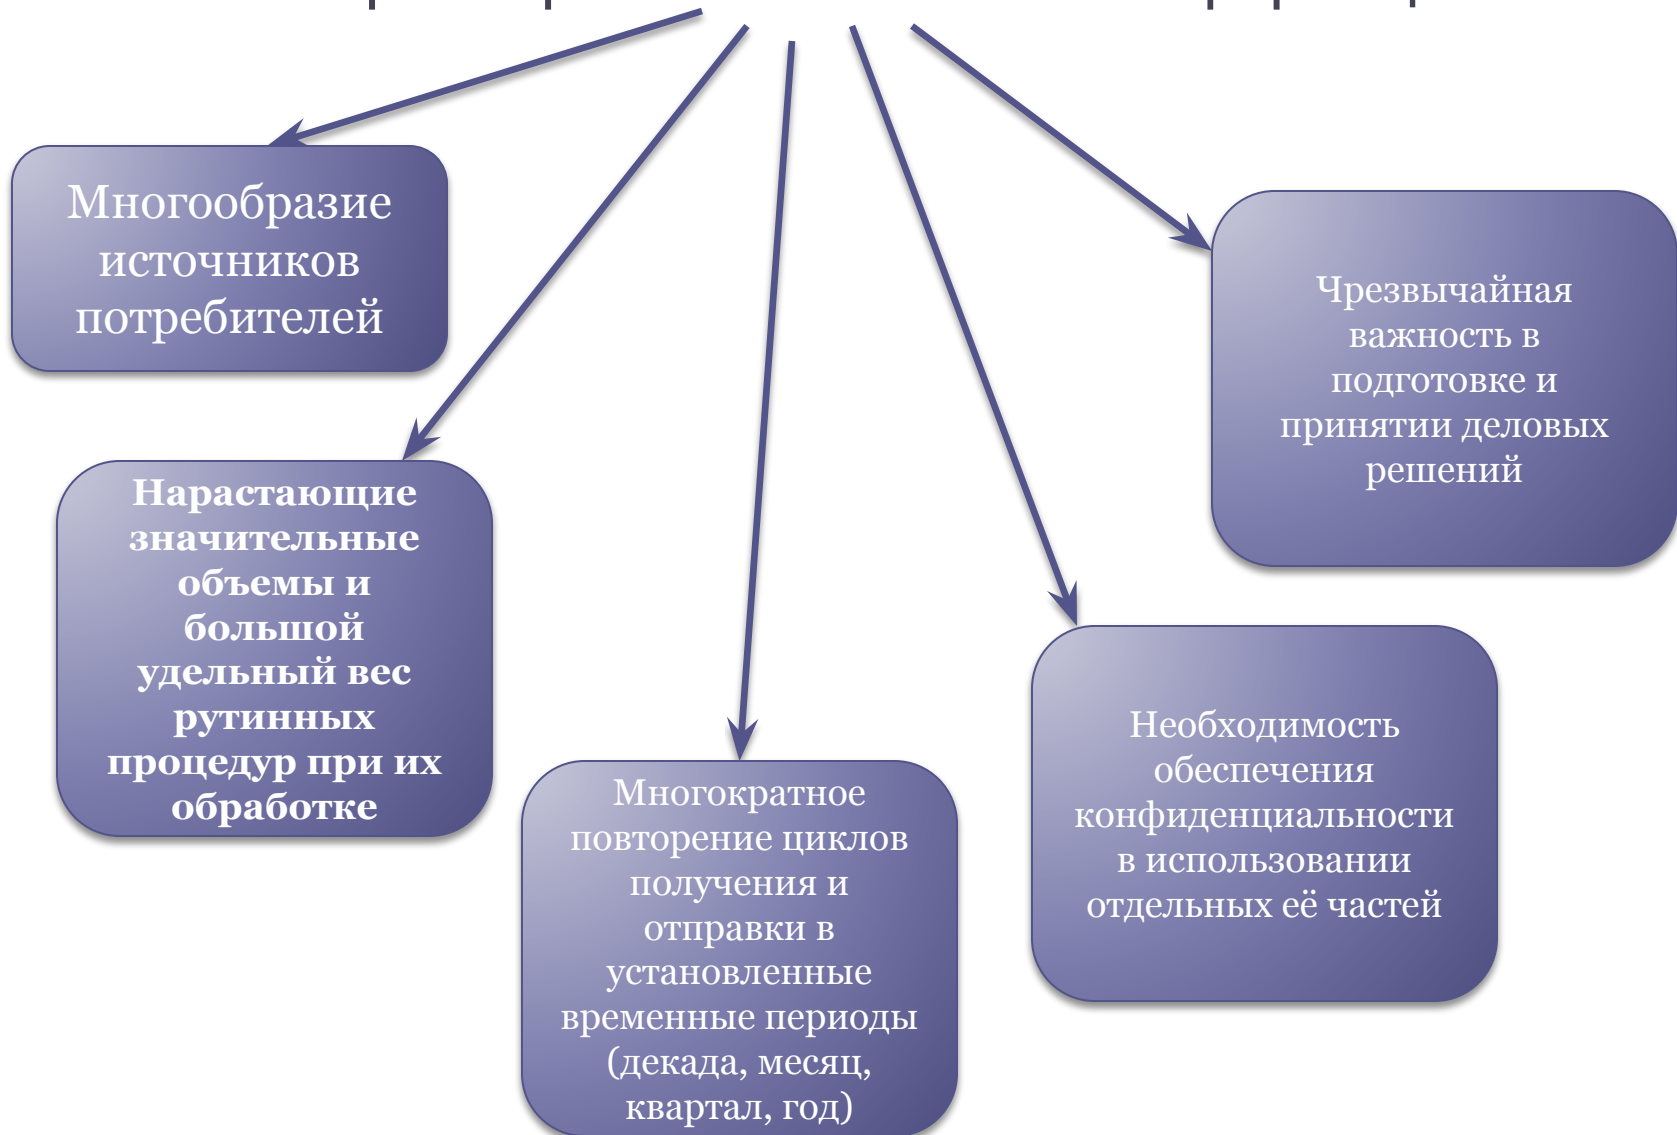 Многообразие
источников
потребителей
Нарастающие
значительные
объемы и
большой
удельный вес
рутинных
процедур при их
обработке
Многократное
повторение циклов
получения и
отправки в
установленные
временные периоды
(декада, месяц,
квартал, год)
Необходимость
обеспечения
конфиденциальности
в использовании
отдельных её частей
Чрезвычайная
важность в
подготовке и
принятии деловых
решений